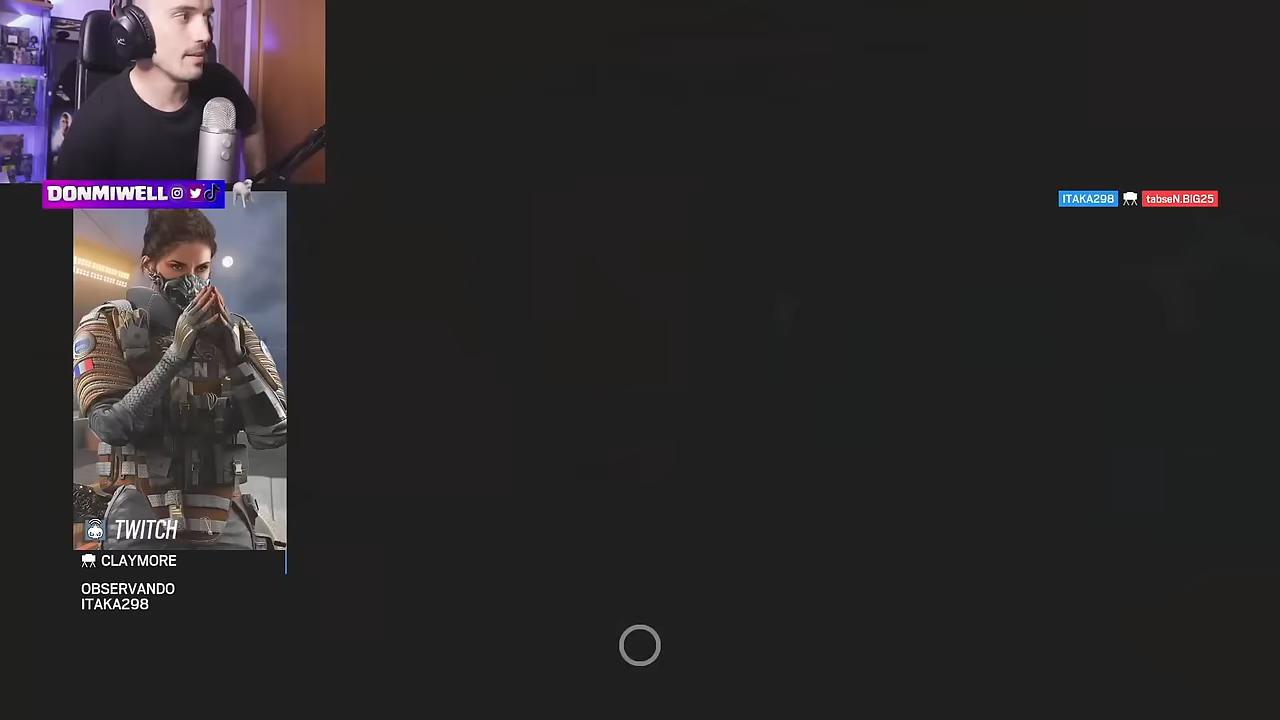 DONMIWELL
ITAKA298 tabseN.BIG25
TWITCH
CLAYMORE
OBSERVANDO
ITAKA298